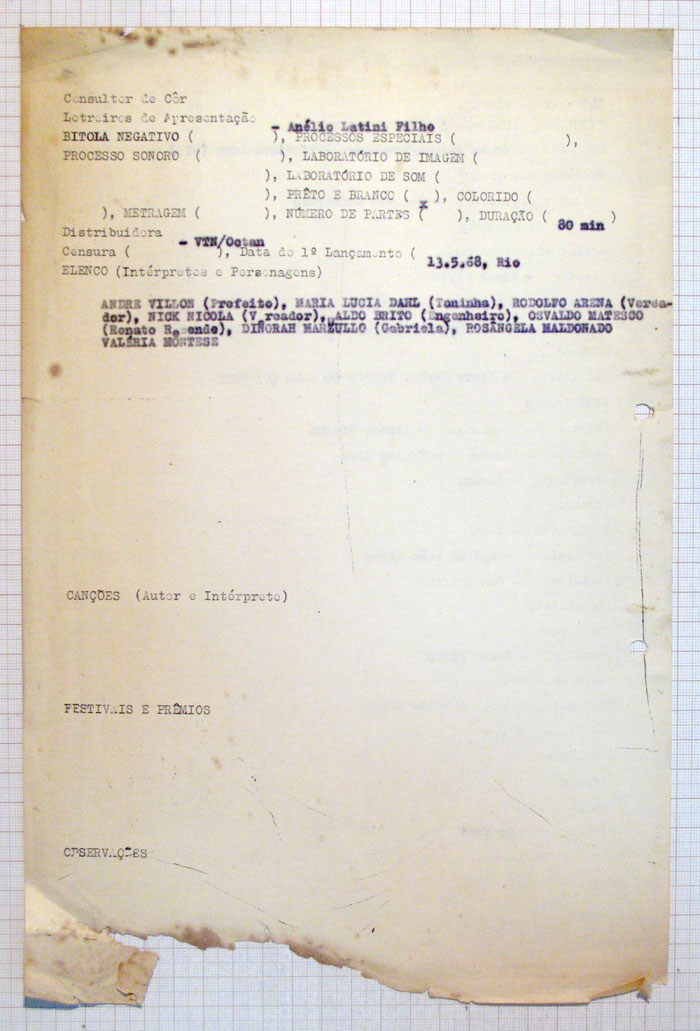 Consultor de Côr
Letreiros de Apresentação - Anélio Latini Filho
BITOLA NEGATIVO ( ), PROCESSOS ESPECIAIS ( ),
PROCESSO SONORO ( ), LABORATÓRIO DE IMAGEM (
), LABORATÓRIO DE SOM (
), PRÊTO E BRANCO ( x ), COLORIDO (
), METRAGEM ( ), NÚMERO DE PARTES ( ), DURAÇÃO ( 80 min )
Distribuidora - VTN/Octan
Censura ( ), Data do 1º Lançamento ( 13.5.68, Rio
ELENCO (Intérpretes e Personagens)
ANDRE VILLON (Prefeito), MARIA LUCIA DAHL (Toninha), RODOLFO ARENA (Verea-
dor), NICK NICOLA (V reador), ALDO BRITO (Engenheiro), OSVALDO MATESCO
(Renato Rezende), DINORAH MARZULLO (Gabriela), ROSÂNGELA MALDONADO
VALÉRIA MONTESE
CANÇÕES (Autor e Intérprete)
FESTIVAIS E PRÊMIOS
OBSERVAÇÕES